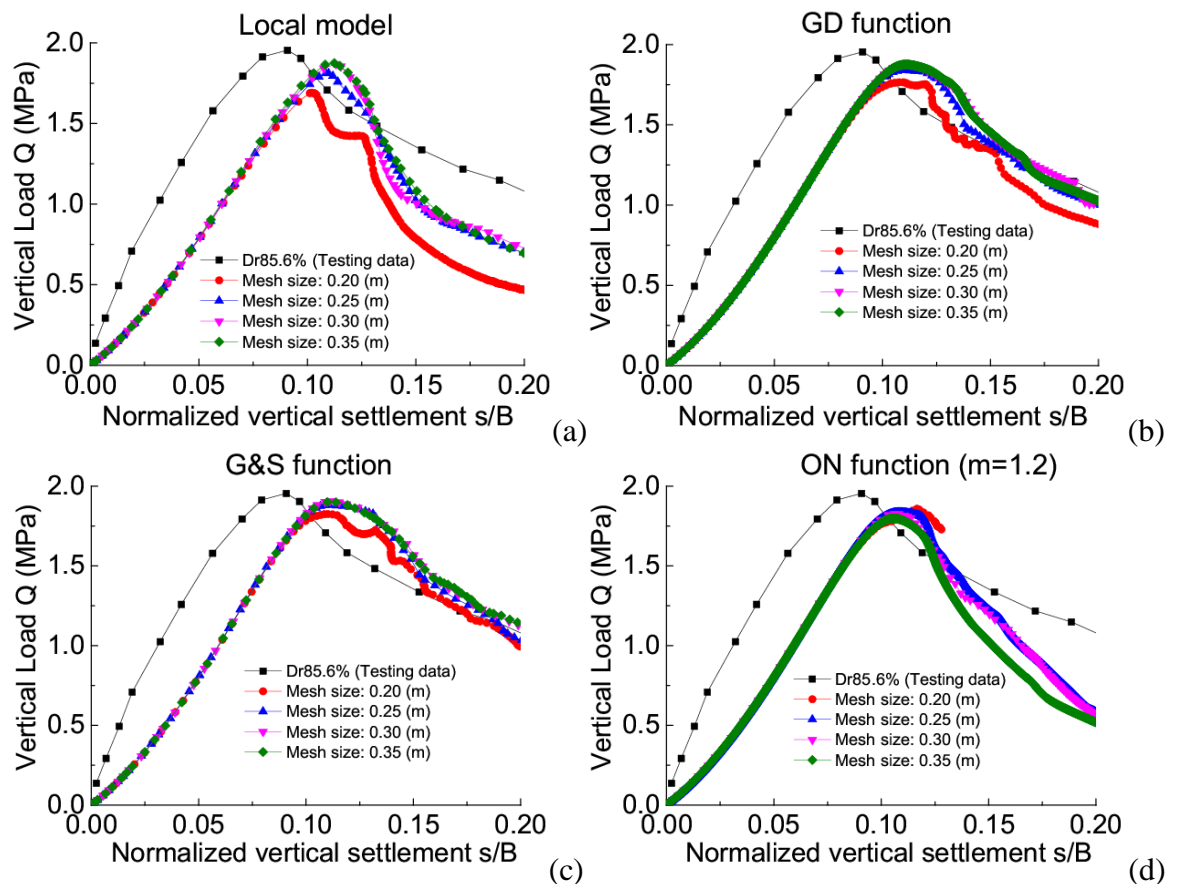 Local model
Vertical Load Q (MPa)
2.0
1.5
1.0
0.5
0.0
Dr85.6% (Testing data)
Mesh size: 0.20 (m)
Mesh size: 0.25 (m)
Mesh size: 0.30 (m)
Mesh size: 0.35 (m)
0.00 0.05 0.10 0.15 0.20
Normalized vertical settlement s/B
(a)
GD function
Vertical Load Q (MPa)
2.0
1.5
1.0
0.5
0.0
Dr85.6% (Testing data)
Mesh size: 0.20 (m)
Mesh size: 0.25 (m)
Mesh size: 0.30 (m)
Mesh size: 0.35 (m)
0.00 0.05 0.10 0.15 0.20
Normalized vertical settlement s/B
(b)
G&S function
Vertical Load Q (MPa)
2.0
1.5
1.0
0.5
0.0
Dr85.6% (Testing data)
Mesh size: 0.20 (m)
Mesh size: 0.25 (m)
Mesh size: 0.30 (m)
Mesh size: 0.35 (m)
0.00 0.05 0.10 0.15 0.20
Normalized vertical settlement s/B
(c)
ON function (m=1.2)
Vertical Load Q (MPa)
2.0
1.5
1.0
0.5
0.0
Dr85.6% (Testing data)
Mesh size: 0.20 (m)
Mesh size: 0.25 (m)
Mesh size: 0.30 (m)
Mesh size: 0.35 (m)
0.00 0.05 0.10 0.15 0.20
Normalized vertical settlement s/B
(d)